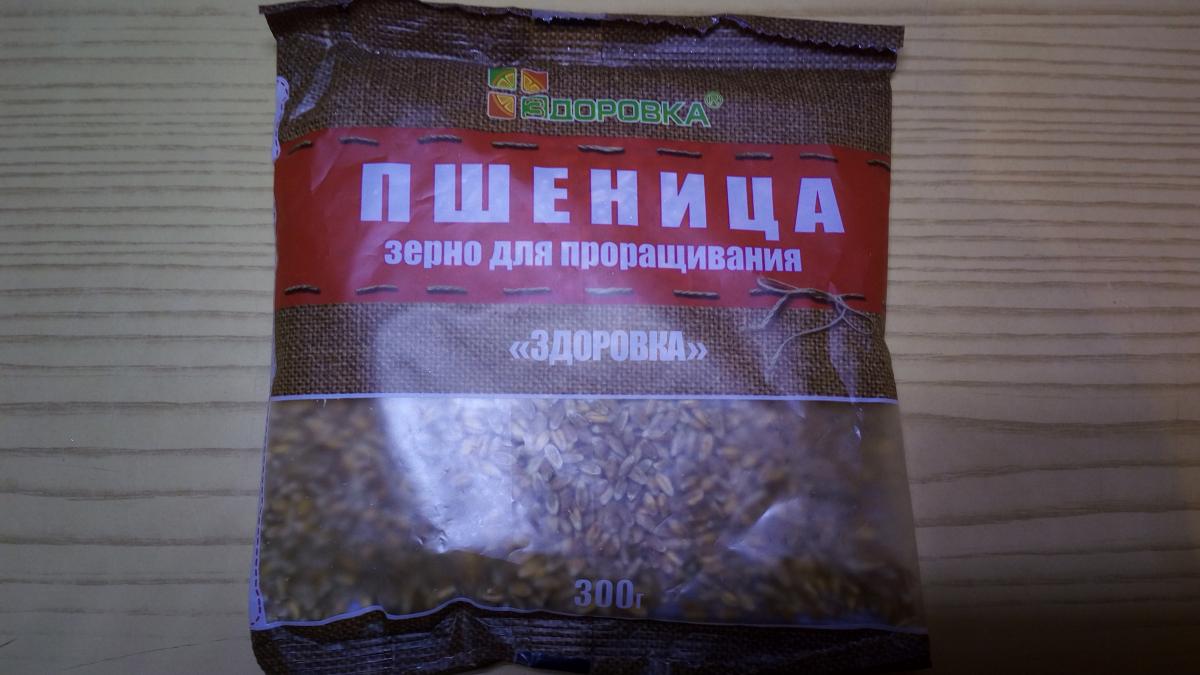 ЗДОРОВКА®
ПШЕНИЦА
зерно для проращивания
«ЗДОРОВКА»
300г